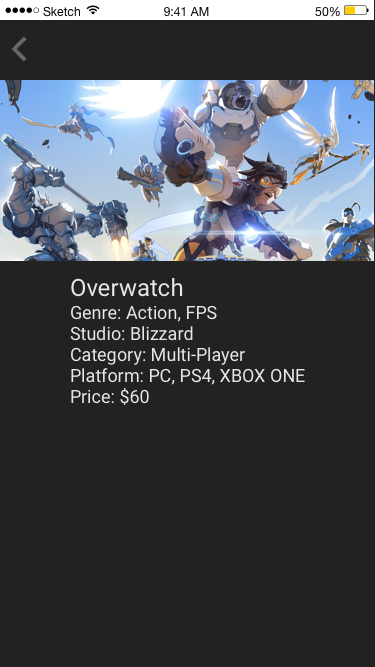 Sketch 9:41 AM 50%
Overwatch
Genre: Action, FPS
Studio: Blizzard
Category: Multi-Player
Platform: PC, PS4, XBOX ONE
Price: $60